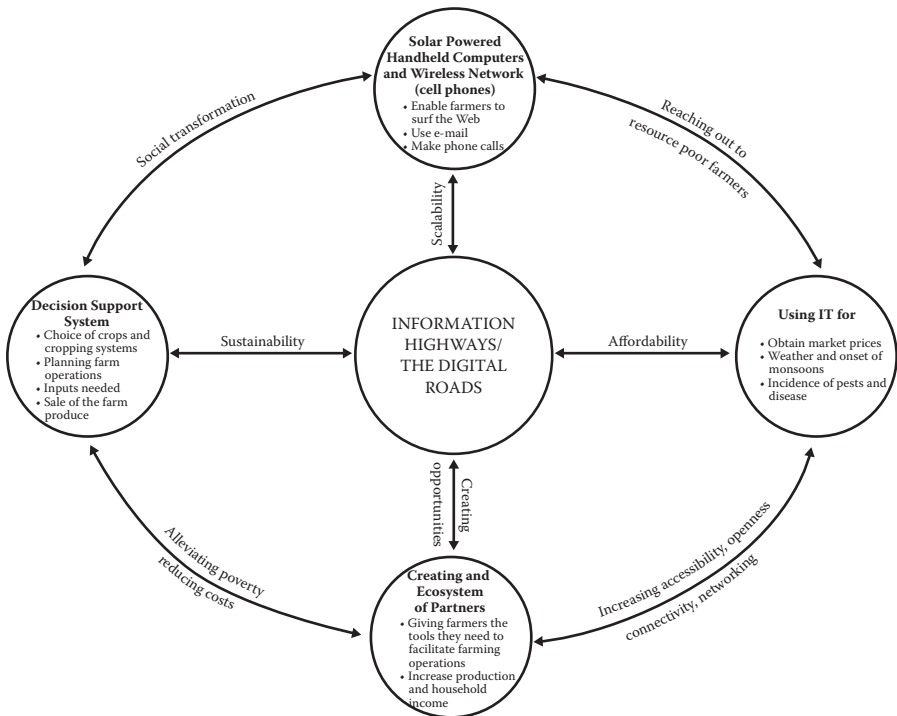 Solar Powered
Handheld Computers
and Wireless Network
(cell phones)
• Enable farmers to
surf the Web
• Use e-mail
• Make phone calls
Social transformation
Reaching out to
resource poor farmers
Scalability
Decision Support
System
• Choice of crops and
cropping systems
• Planning farm
operations
• Inputs needed
• Sale of the farm
produce
Sustainability
INFORMATION
HIGHWAYS/
THE DIGITAL
ROADS
Affordability
Using IT for
• Obtain market prices
• Weather and onset of
monsoons
• Incidence of pests and
disease
Creating
opportunities
Alleviating poverty
reducing costs
Increasing accessibility, openness
connectivity, networking
Creating and
Ecosystem
of Partners
• Giving farmers the
tools they need to
facilitate farming
operations
• Increase production
and household
income